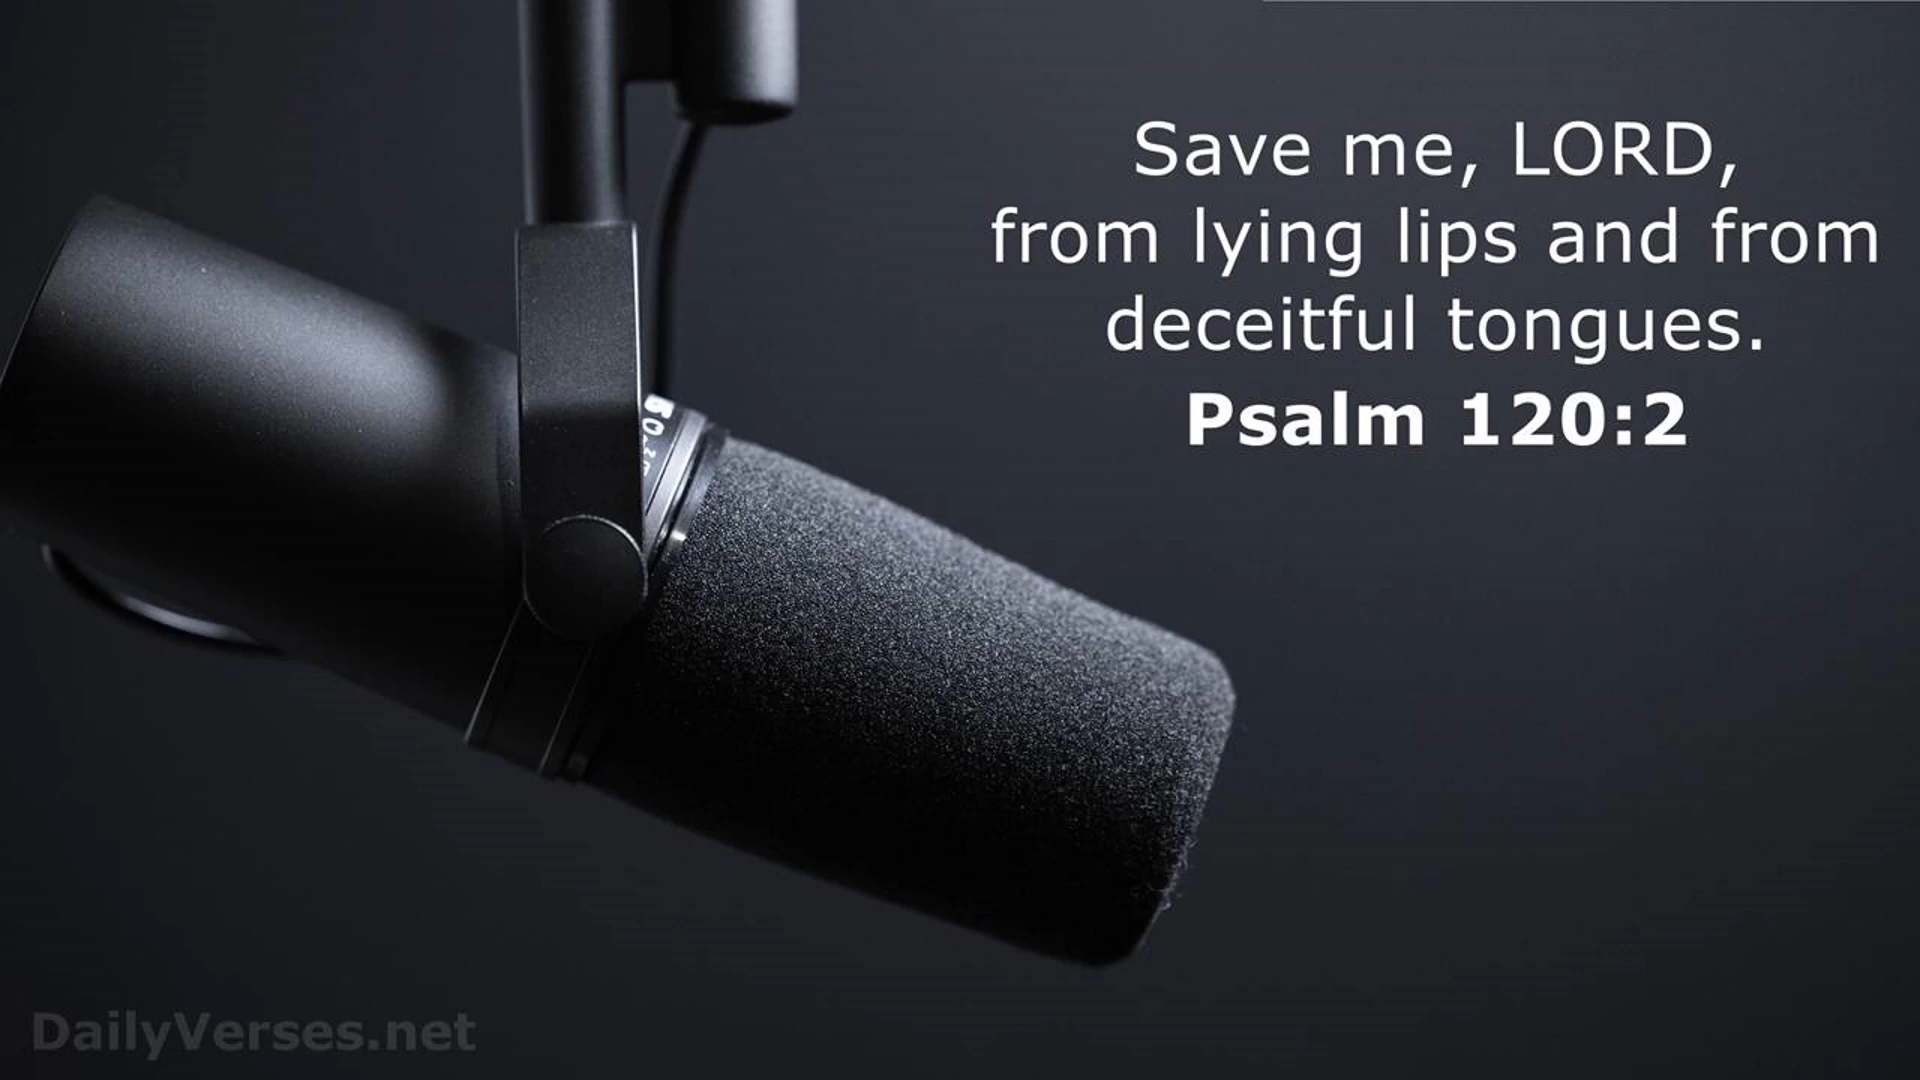 Save me, LORD,
from lying lips and from
deceitful tongues.
Psalm 120:2
DailyVerses.net